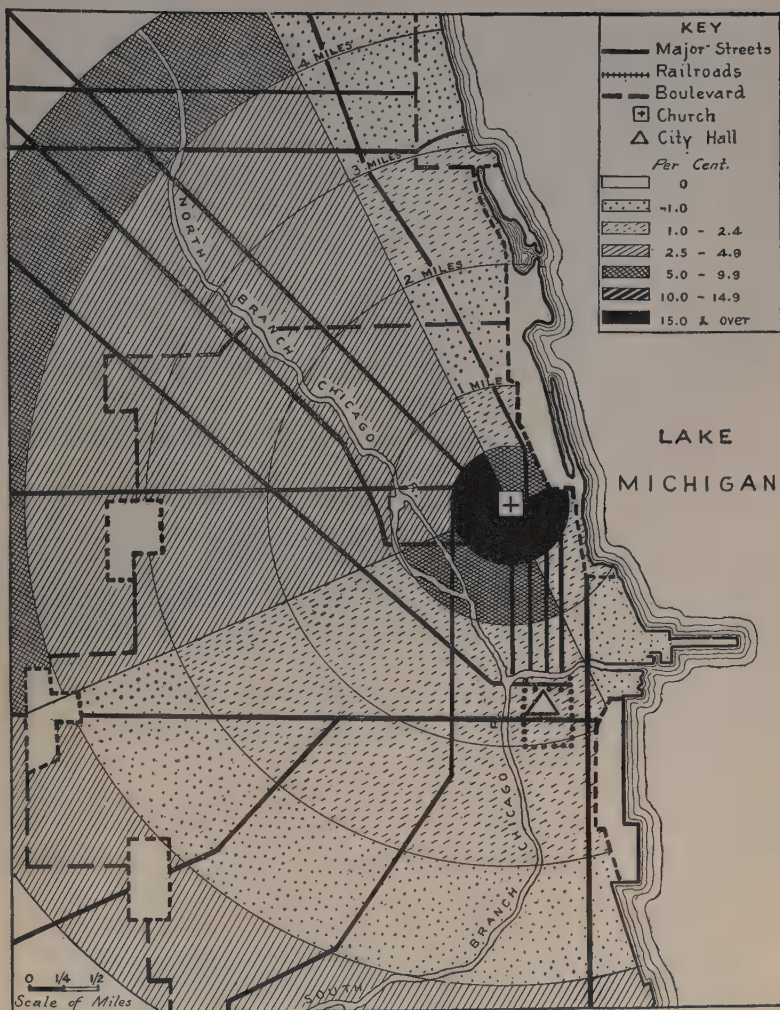 KEY
Major Streets
Railroads
Boulevard
Church
City Hall
Per Cent.
0
-1.0
1.0 - 2.4
2.5 - 4.9
5.0 - 9.9
10.0 - 14.9
15.0 & over
4 MILES
3 MILES
2 MILES
1 MILE
NORTH BRANCH CHICAGO
LAKE
MICHIGAN
BRANCH CHICAGO
SOUTH
0 1/4 1/2
Scale of Miles